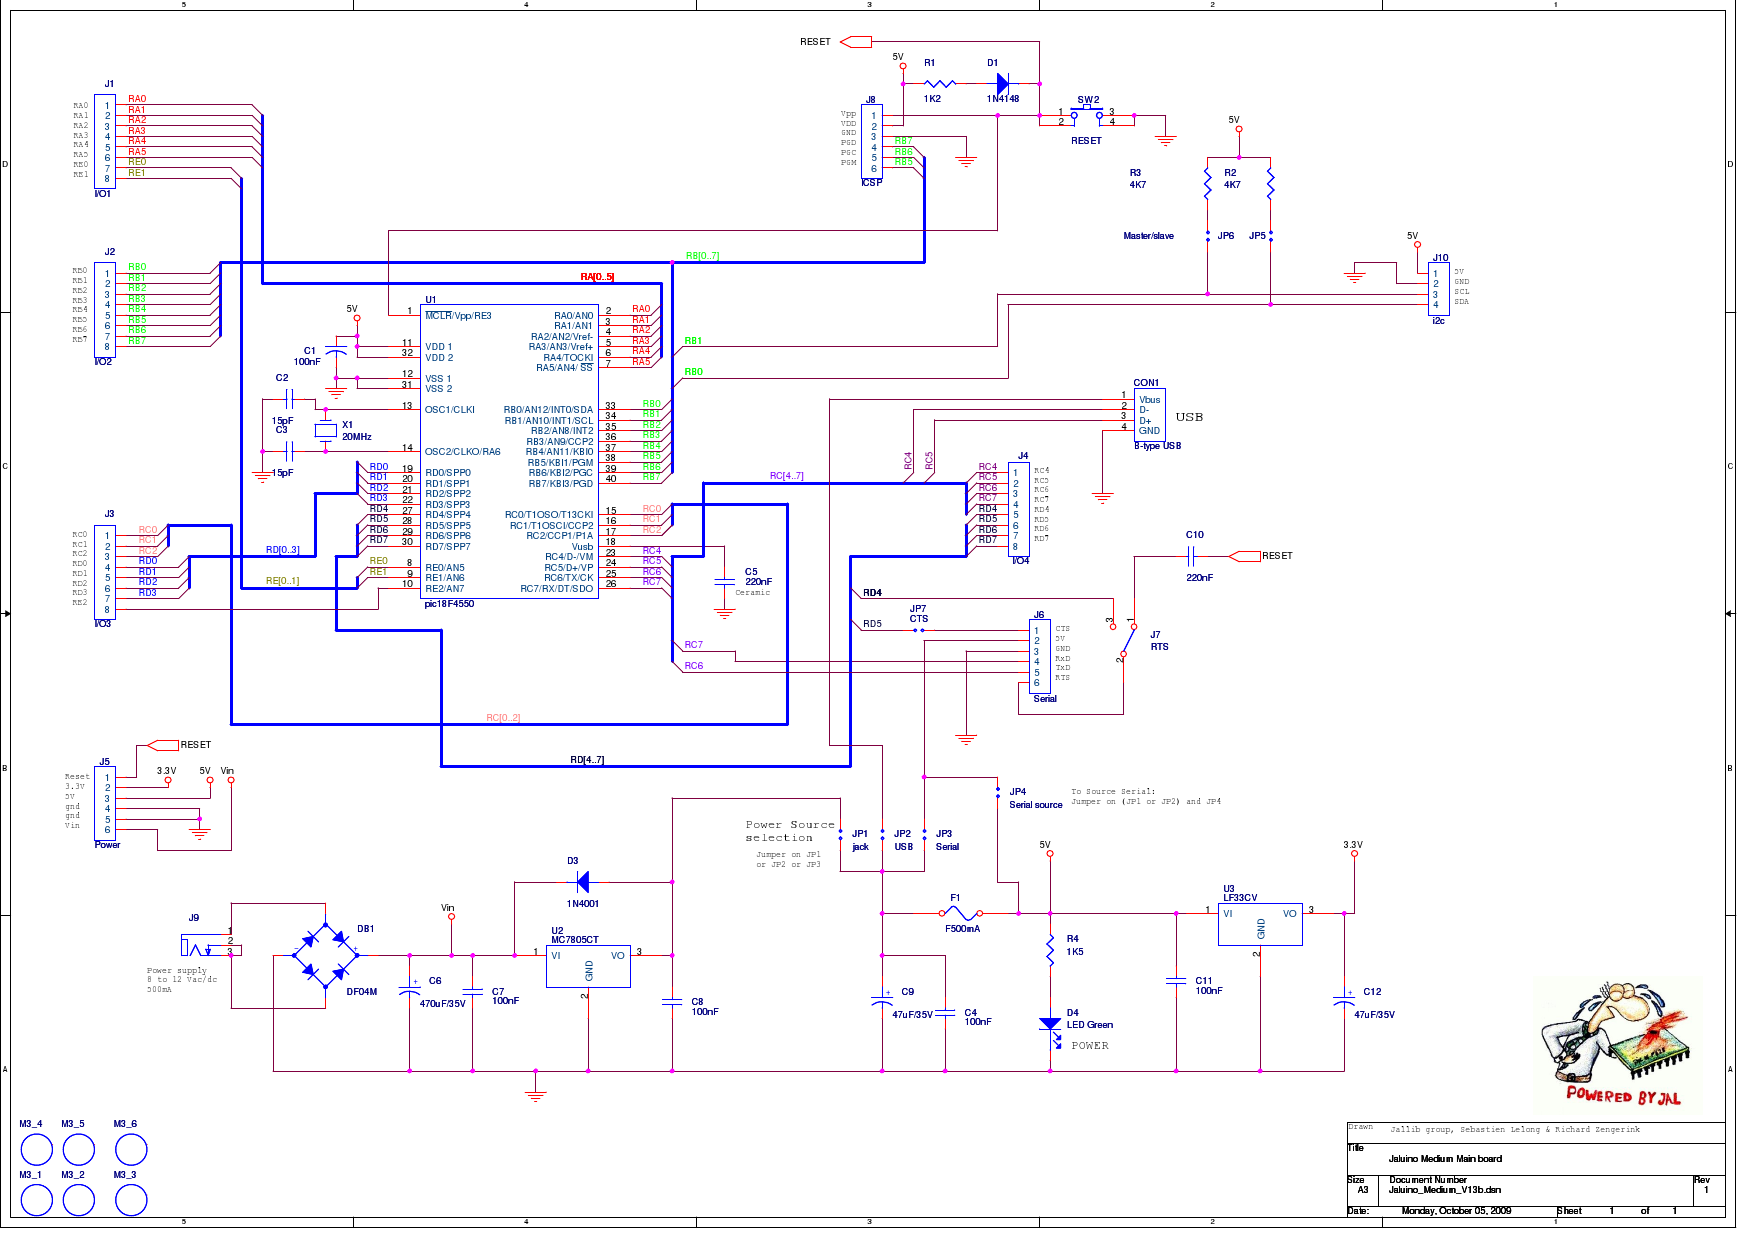 5 4 3 2 1
D
C
B
A
RESET
5V
R1
1K2
D1
1N4148
J8
Vpp
VDD
GND
PGD
PGC
PGM
1
2
3
4
5
6
RB7
RB6
RB5
ICSP
SW2
1
2
3
4
RESET
5V
R3
4K7
R2
4K7
Master/slave
JP6
JP5
5V
J10
1 5V
2 GND
3 SCL
4 SDA
i2c
J1
RA0 1 RA0
RA1 2 RA1
RA2 3 RA2
RA3 4 RA3
RA4 5 RA4
RA5 6 RA5
RE0 7 RE0
RE1 8 RE1
I/O1
J2
RB0 1 RB0
RB1 2 RB1
RB2 3 RB2
RB3 4 RB3
RB4 5 RB4
RB5 6 RB5
RB6 7 RB6
RB7 8 RB7
I/O2
RB[0..7]
RA[0..5]
5V
C1
100nF
C2
15pF
C3
15pF
X1
20MHz
U1
1 MCLR/Vpp/RE3
11 VDD 1
32 VDD 2
12 VSS 1
31 VSS 2
13 OSC1/CLKI
14 OSC2/CLKO/RA6
RD0 19 RD0/SPP0
RD1 20 RD1/SPP1
RD2 21 RD2/SPP2
RD3 22 RD3/SPP3
RD4 27 RD4/SPP4
RD5 28 RD5/SPP5
RD6 29 RD6/SPP6
RD7 30 RD7/SPP7
RE0 8 RE0/AN5
RE1 9 RE1/AN6
10 RE2/AN7
pic18F4550
RA0/AN0 2 RA0
RA1/AN1 3 RA1
RA2/AN2/Vref- 4 RA2
RA3/AN3/Vref+ 5 RA3
RA4/TOCKI 6 RA4
RA5/AN4/ SS 7 RA5
RB0/AN12/INT0/SDA 33 RB0
RB1/AN10/INT1/SCL 34 RB1
RB2/AN8/INT2 35 RB2
RB3/AN9/CCP2 36 RB3
RB4/AN11/KBI0 37 RB4
RB5/KBI1/PGM 38 RB5
RB6/KBI2/PGC 39 RB6
RB7/KBI3/PGD 40 RB7
RC0/T1OSO/T13CKI 15 RC0
RC1/T1OSCI/CCP2 16 RC1
RC2/CCP1/P1A 17 RC2
Vusb 18
RC4/D-/VM 23 RC4
RC5/D+/VP 24 RC5
RC6/TX/CK 25 RC6
RC7/RX/DT/SDO 26 RC7
RB1
RB0
CON1
1 Vbus
2 D-
3 D+
4 GND
B-type USB
USB
RC4
RC5
RC[4..7]
J4
RC4 1 RC4
RC5 2 RC5
RC6 3 RC6
RC7 4 RC7
RD4 5 RD4
RD5 6 RD5
RD6 7 RD6
RD7 8 RD7
I/O4
C5
220nF
Ceramic
J3
RC0 1 RC0
RC1 2 RC1
RC2 3 RC2
RD0 4 RD0
RD1 5 RD1
RD2 6 RD2
RD3 7 RD3
RE2 8
I/O3
RD[0..3]
RE[0..1]
C10
220nF
RESET
RD4
RD5
JP7
CTS
J6
1 CTS
2 5V
3 GND
4 RxD
5 TxD
6 RTS
Serial
3
1
2
J7
RTS
RC7
RC6
RC[0..2]
RD[4..7]
RESET
J5
Reset 1
3.3V 2
5V 3
gnd 4
gnd 5
Vin 6
Power
3.3V
5V
Vin
JP4
Serial source
To Source Serial:
Jumper on (JP1 or JP2) and JP4
Power Source
selection
Jumper on JP1
or JP2 or JP3
JP1
jack
JP2
USB
JP3
Serial
D3
1N4001
J9
1
2
3
Power supply
8 to 12 Vac/dc
500mA
DB1
-
+
DF04M
Vin
C6
470uF/35V
C7
100nF
U2
MC7805CT
1 VI
VO 3
GND
2
C8
100nF
F1
F500mA
C9
47uF/35V
C4
100nF
5V
R4
1K5
D4
LED Green
POWER
U3
LF33CV
1 VI
VO 3
GND
2
C11
100nF
3.3V
C12
47uF/35V
POWERED BY JAL
M3_4
M3_5
M3_6
M3_1
M3_2
M3_3
Drawn Jallib group, Sebastien Lelong & Richard Zengerink
Title
Jaluino Medium Main board
Size
A3
Document Number
Jaluino_Medium_V13b.dsn
Rev
1
Date: Monday, October 05, 2009 Sheet 1 of 1
5 4 3 2 1